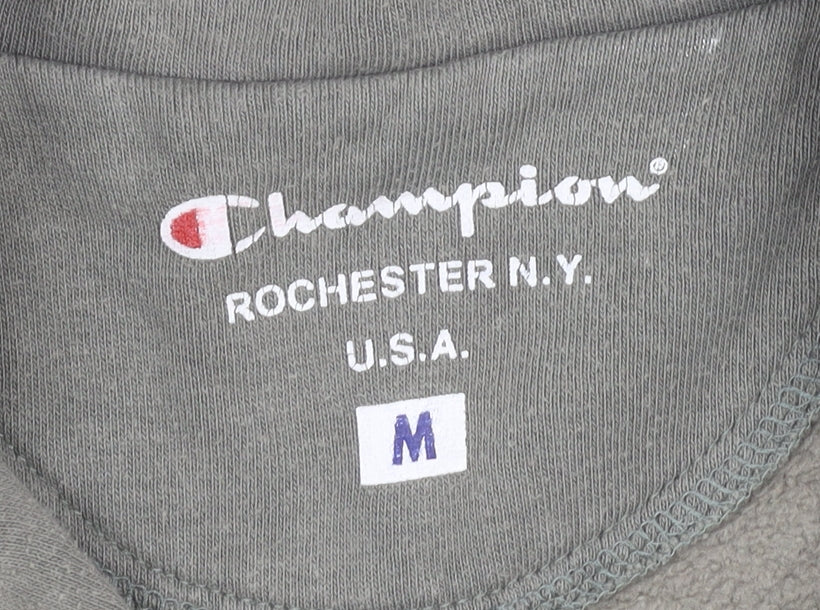 Champion®
ROCHESTER N.Y.
U.S.A.
M